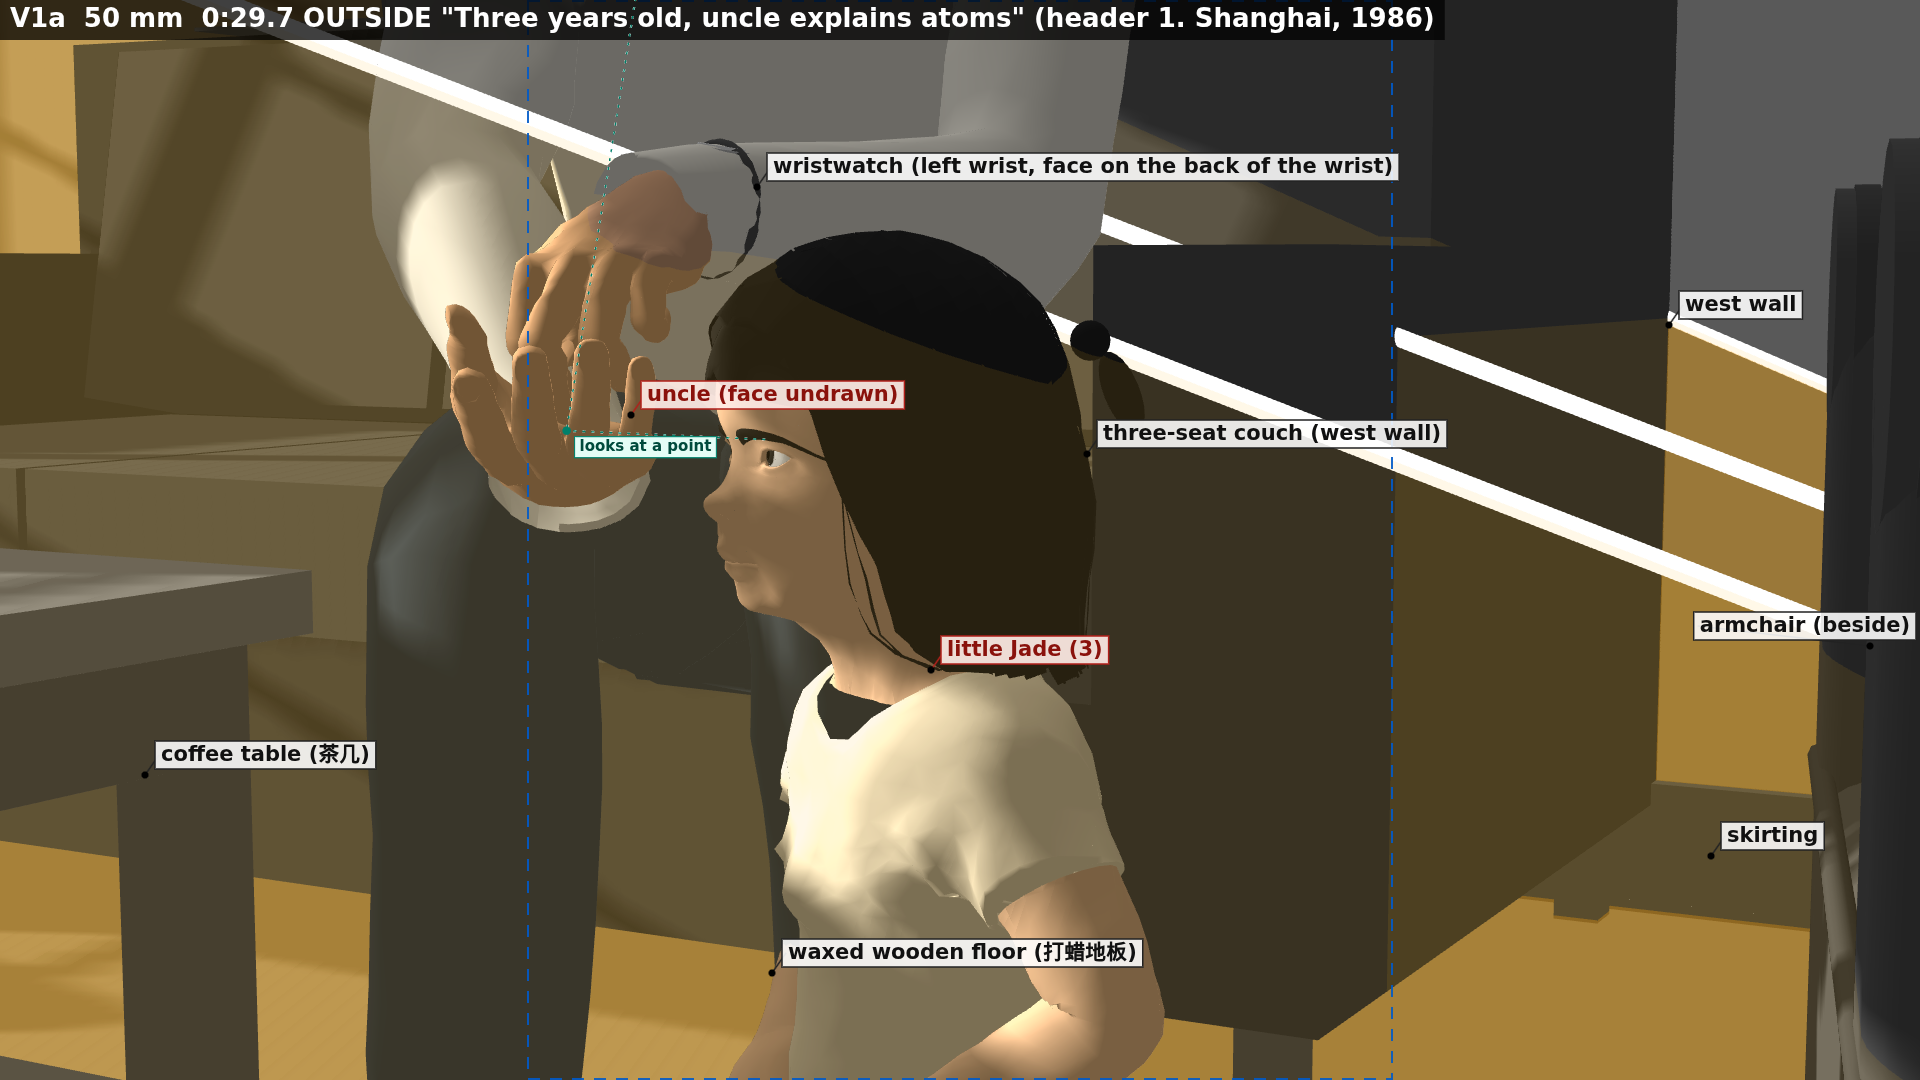 V1a  50 mm  0:29.7 OUTSIDE "Three years old, uncle explains atoms" (header 1. Shanghai, 1986)
wristwatch (left wrist, face on the back of the wrist)
west wall
uncle (face undrawn)
looks at a point
three-seat couch (west wall)
armchair (beside)
little Jade (3)
coffee table (茶几)
skirting
waxed wooden floor (打蜡地板)